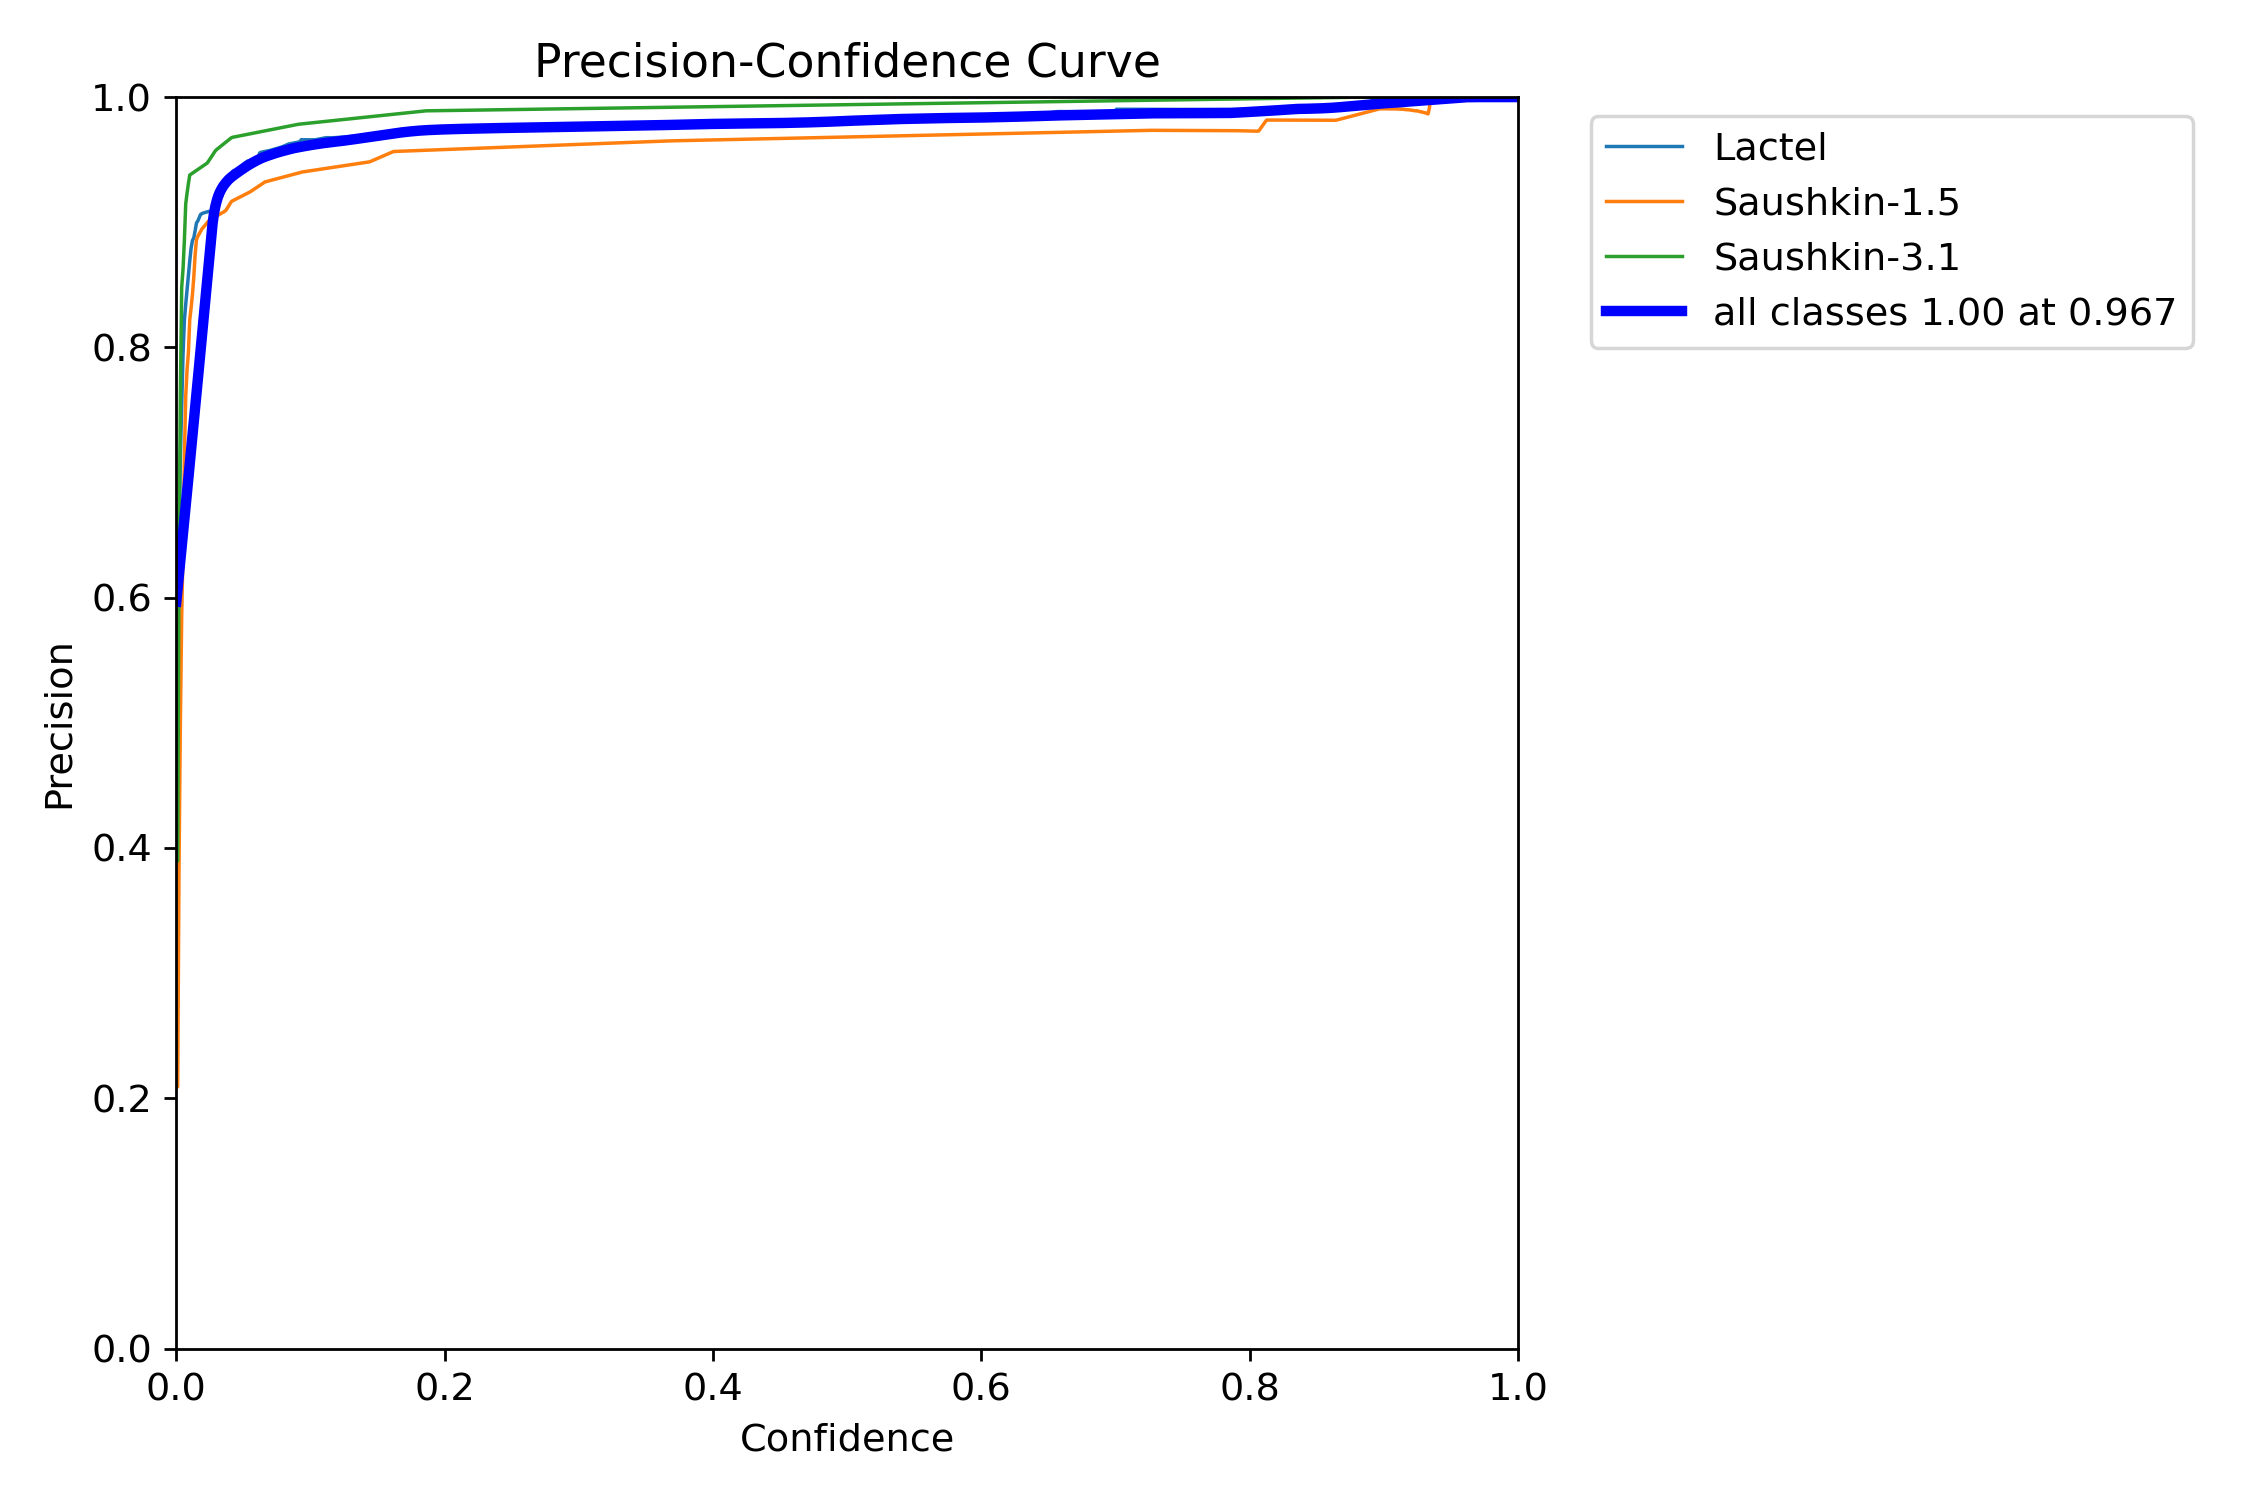 Precision-Confidence Curve
1.0
0.8
0.6
0.4
0.2
0.0
Precision
0.0 0.2 0.4 0.6 0.8 1.0
Confidence
Lactel
Saushkin-1.5
Saushkin-3.1
all classes 1.00 at 0.967